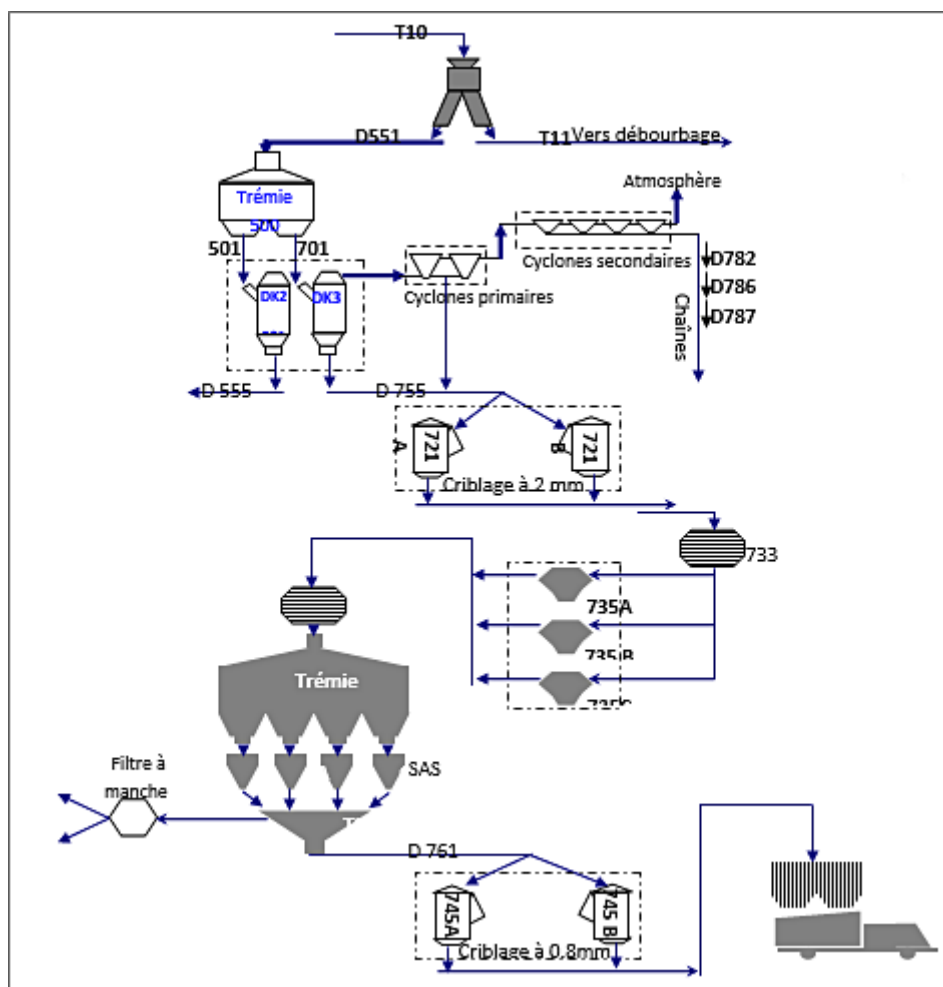 T10
D551
T11
Vers débourbage
Atmosphère
Trémie
500
501
701
Cyclones secondaires
D782
D786
D787
DK2
DK3
Cyclones primaires
Chaînes
D 555
D 755
721
A
721
B
Criblage à 2 mm
733
735A
735 B
735C
Trémie
Filtre à
manche
SAS
D 761
745A
745 B
Criblage à 0.8mm